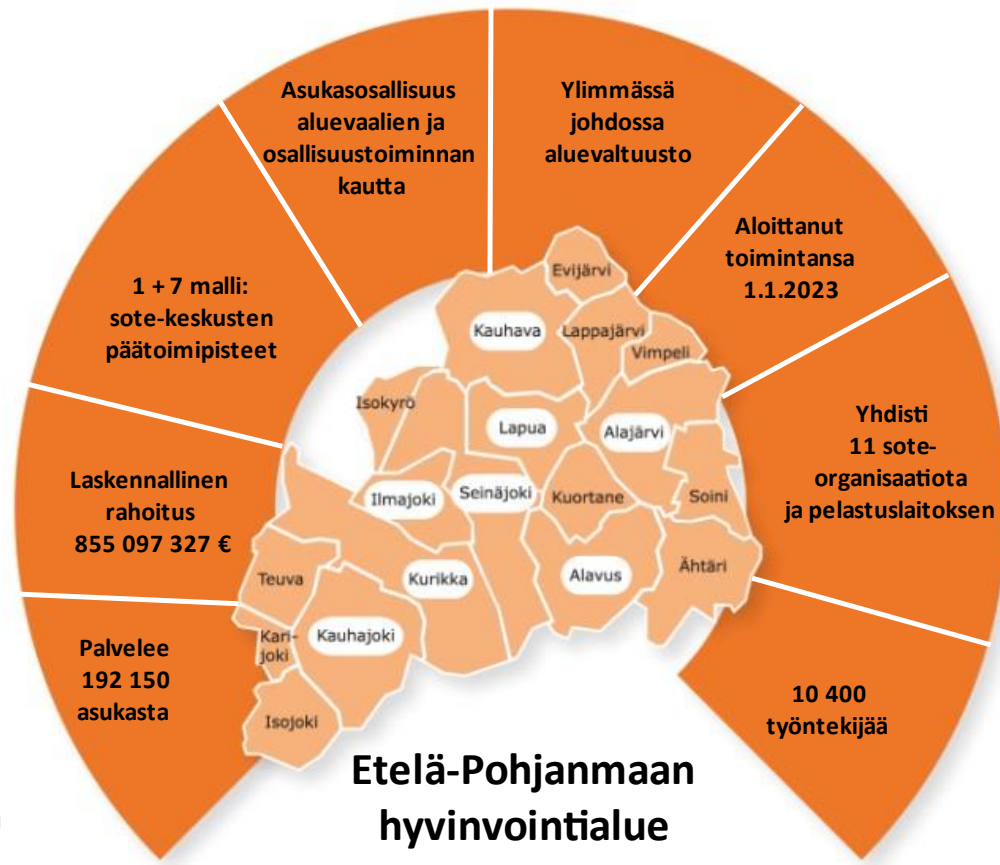 Asukasosallisuus
aluevaalien ja
osallisuustoiminnan
kautta
Ylimmässä
johdossa
aluevaltuusto
Aloittanut
toimintansa
1.1.2023
1 + 7 malli:
sote-keskusten
päätoimipisteet
Yhdisti
11 sote-
organisaatiota
ja pelastuslaitoksen
Laskennallinen
rahoitus
855 097 327 €
Palvelee
192 150
asukasta
10 400
työntekijää
Evijärvi
Kauhava
Lappajärvi
Vimpeli
Isokyrö
Lapua
Alajärvi
Ilmajoki
Seinäjoki
Kuortane
Soini
Teuva
Kurikka
Alavus
Ähtäri
Kari-
joki
Kauhajoki
Isojoki
Etelä-Pohjanmaan
hyvinvointialue